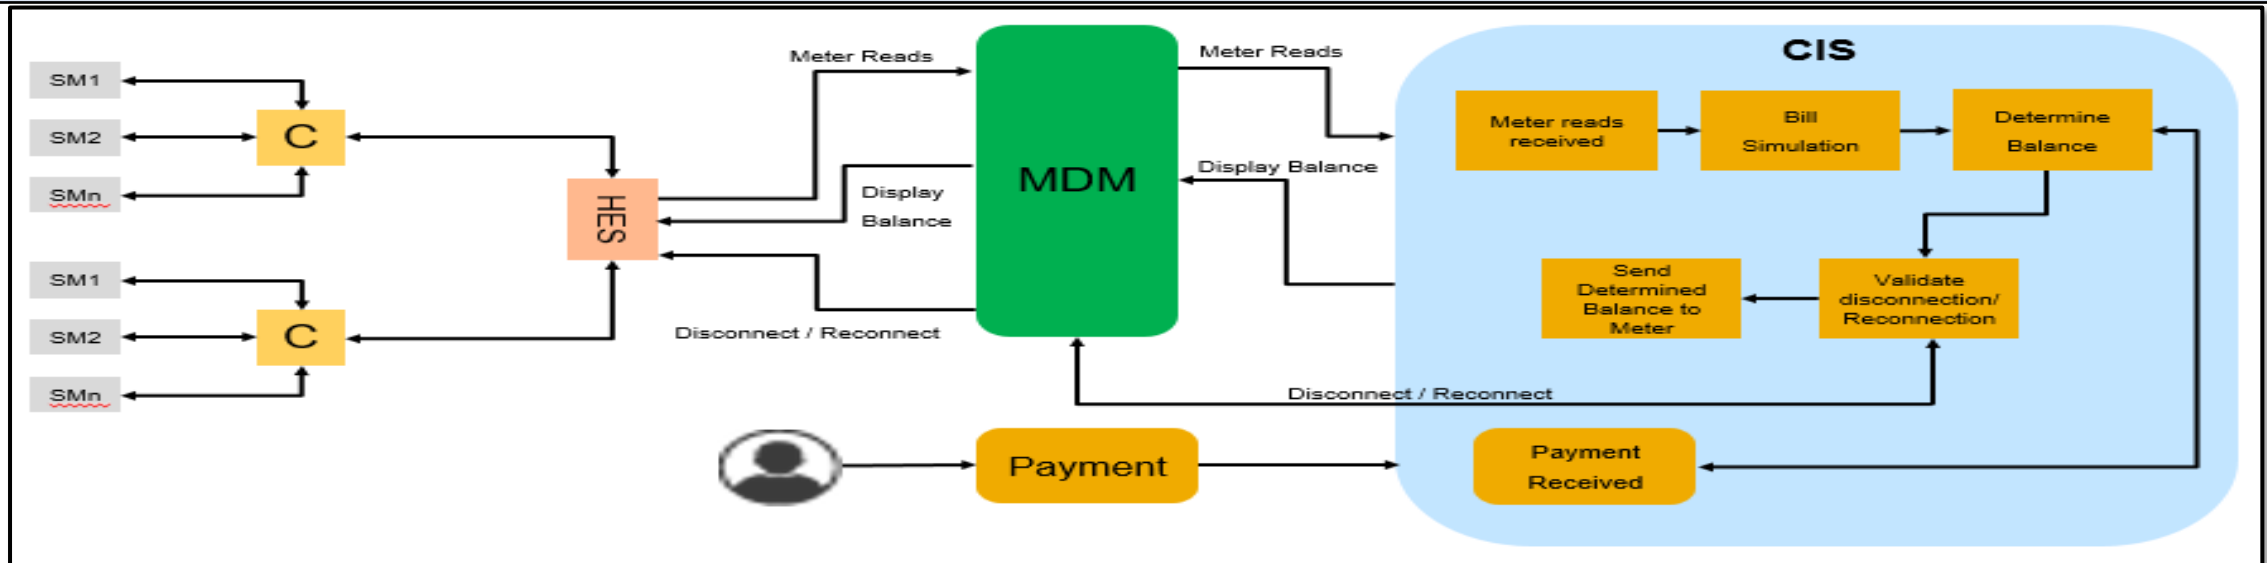 SM1
SM2
SMn
C
SM1
SM2
SMn
C
HES
Meter Reads
Display
Balance
Disconnect / Reconnect
MDM
Meter Reads
Display Balance
Disconnect / Reconnect
Payment
CIS
Meter reads
received
Bill
Simulation
Determine
Balance
Send
Determined
Balance to
Meter
Validate
disconnection/
Reconnection
Payment
Received